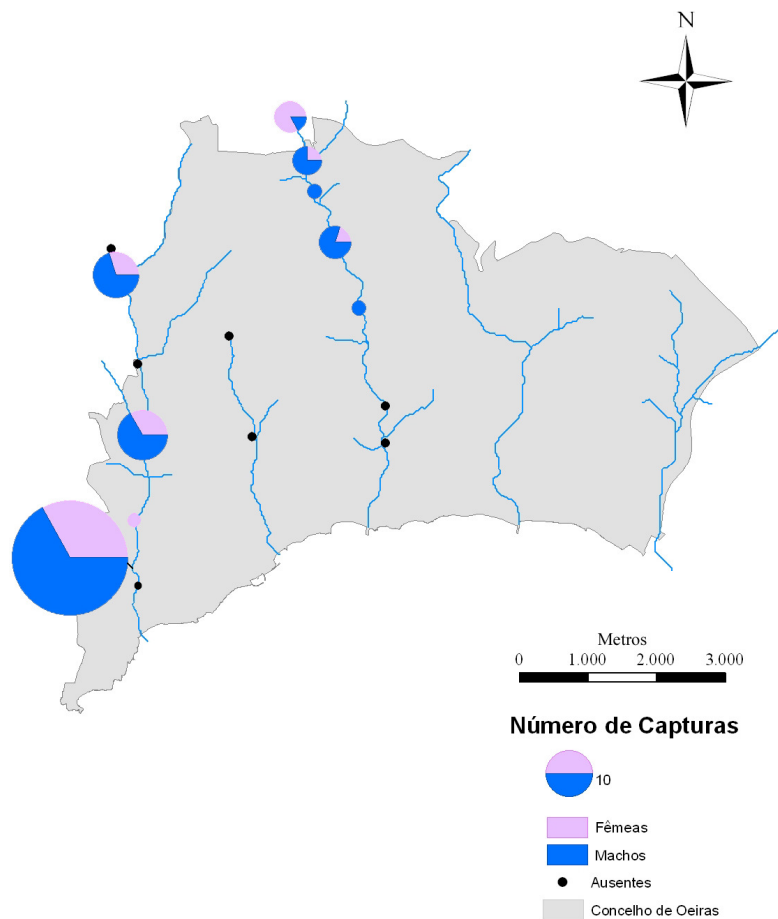 N
Metros
0 1.000 2.000 3.000
Número de Capturas
10
Fêmeas
Machos
Ausentes
Concelho de Oeiras